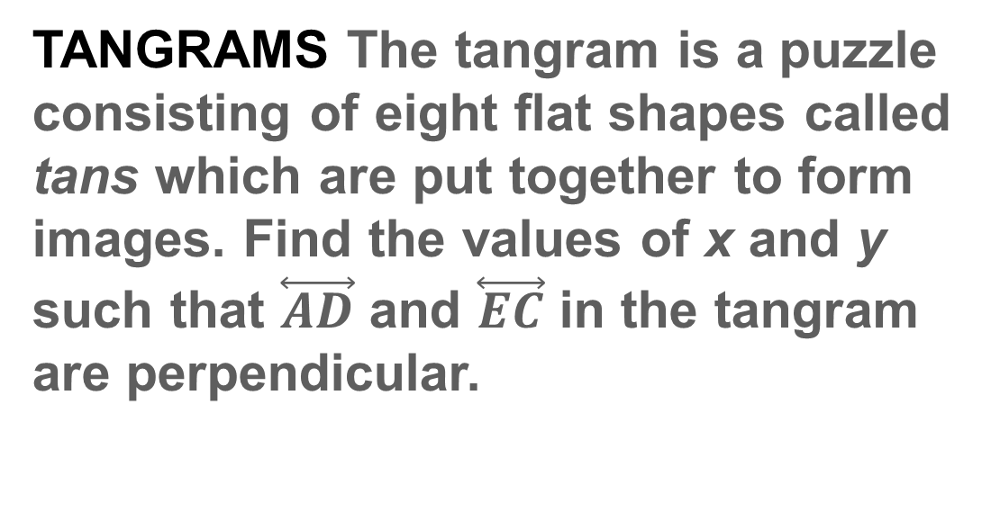 TANGRAMS The tangram is a puzzle
consisting of eight flat shapes called
tans which are put together to form
images. Find the values of x and y
such that \overleftrightarrow{AD} and \overleftrightarrow{EC} in the tangram
are perpendicular.